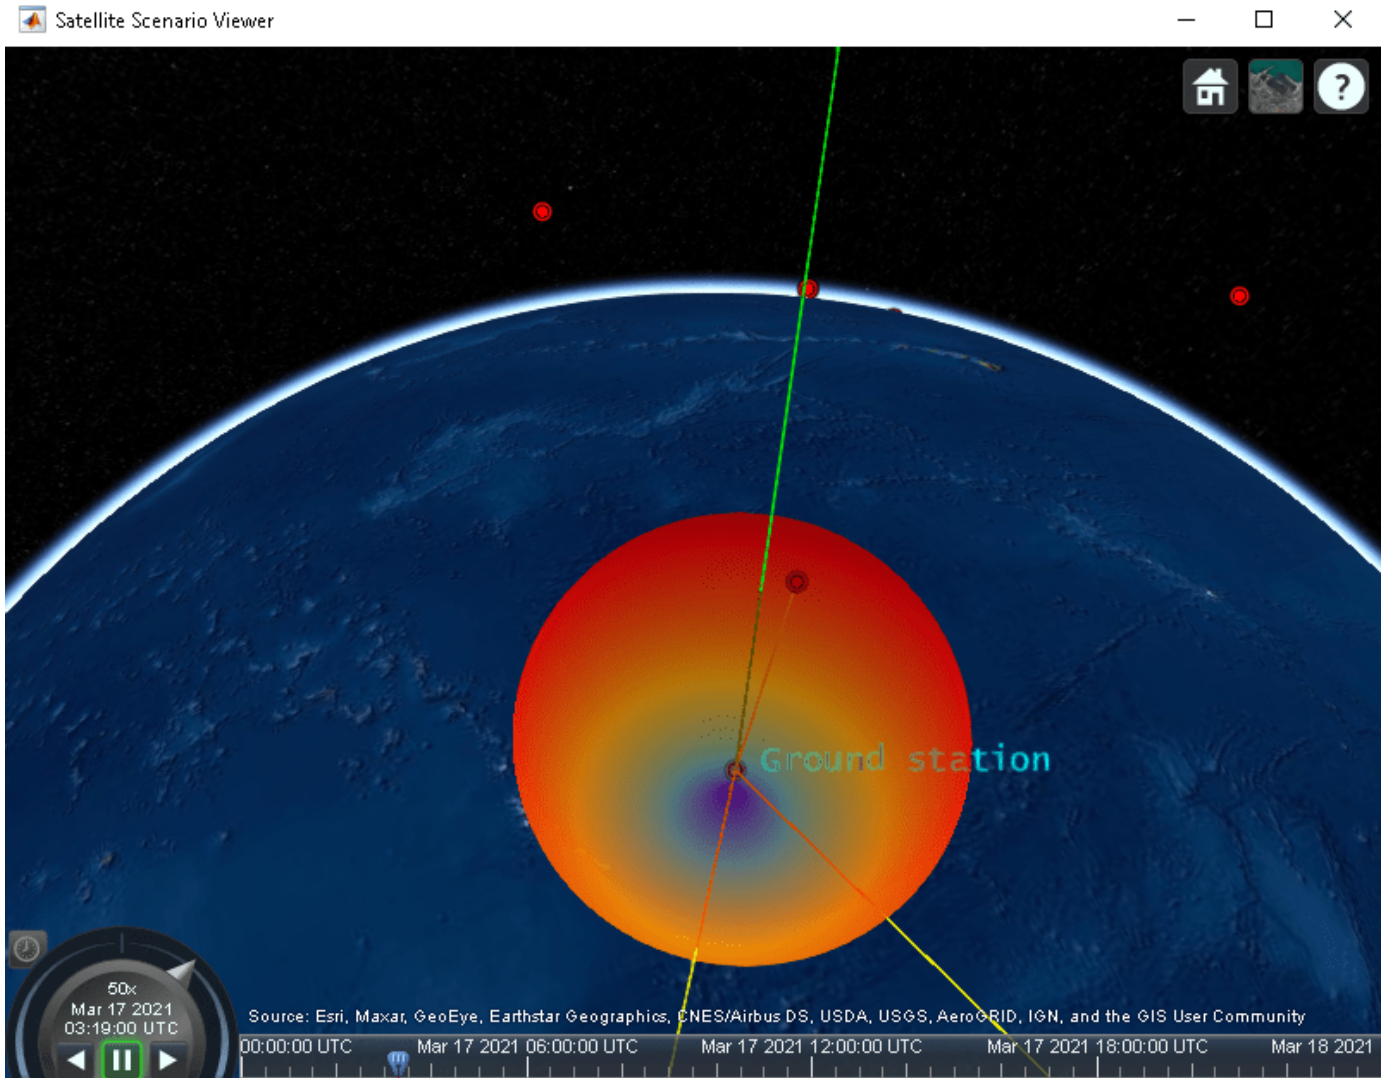 Satellite Scenario Viewer
?
Ground station
50x
Mar 17 2021
03:19:00 UTC
Source: Esri, Maxar, GeoEye, Earthstar Geographics, CNES/Airbus DS, USDA, USGS, AeroGRID, IGN, and the GIS User Community
00:00:00 UTC Mar 17 2021 06:00:00 UTC Mar 17 2021 12:00:00 UTC Mar 17 2021 18:00:00 UTC Mar 18 2021